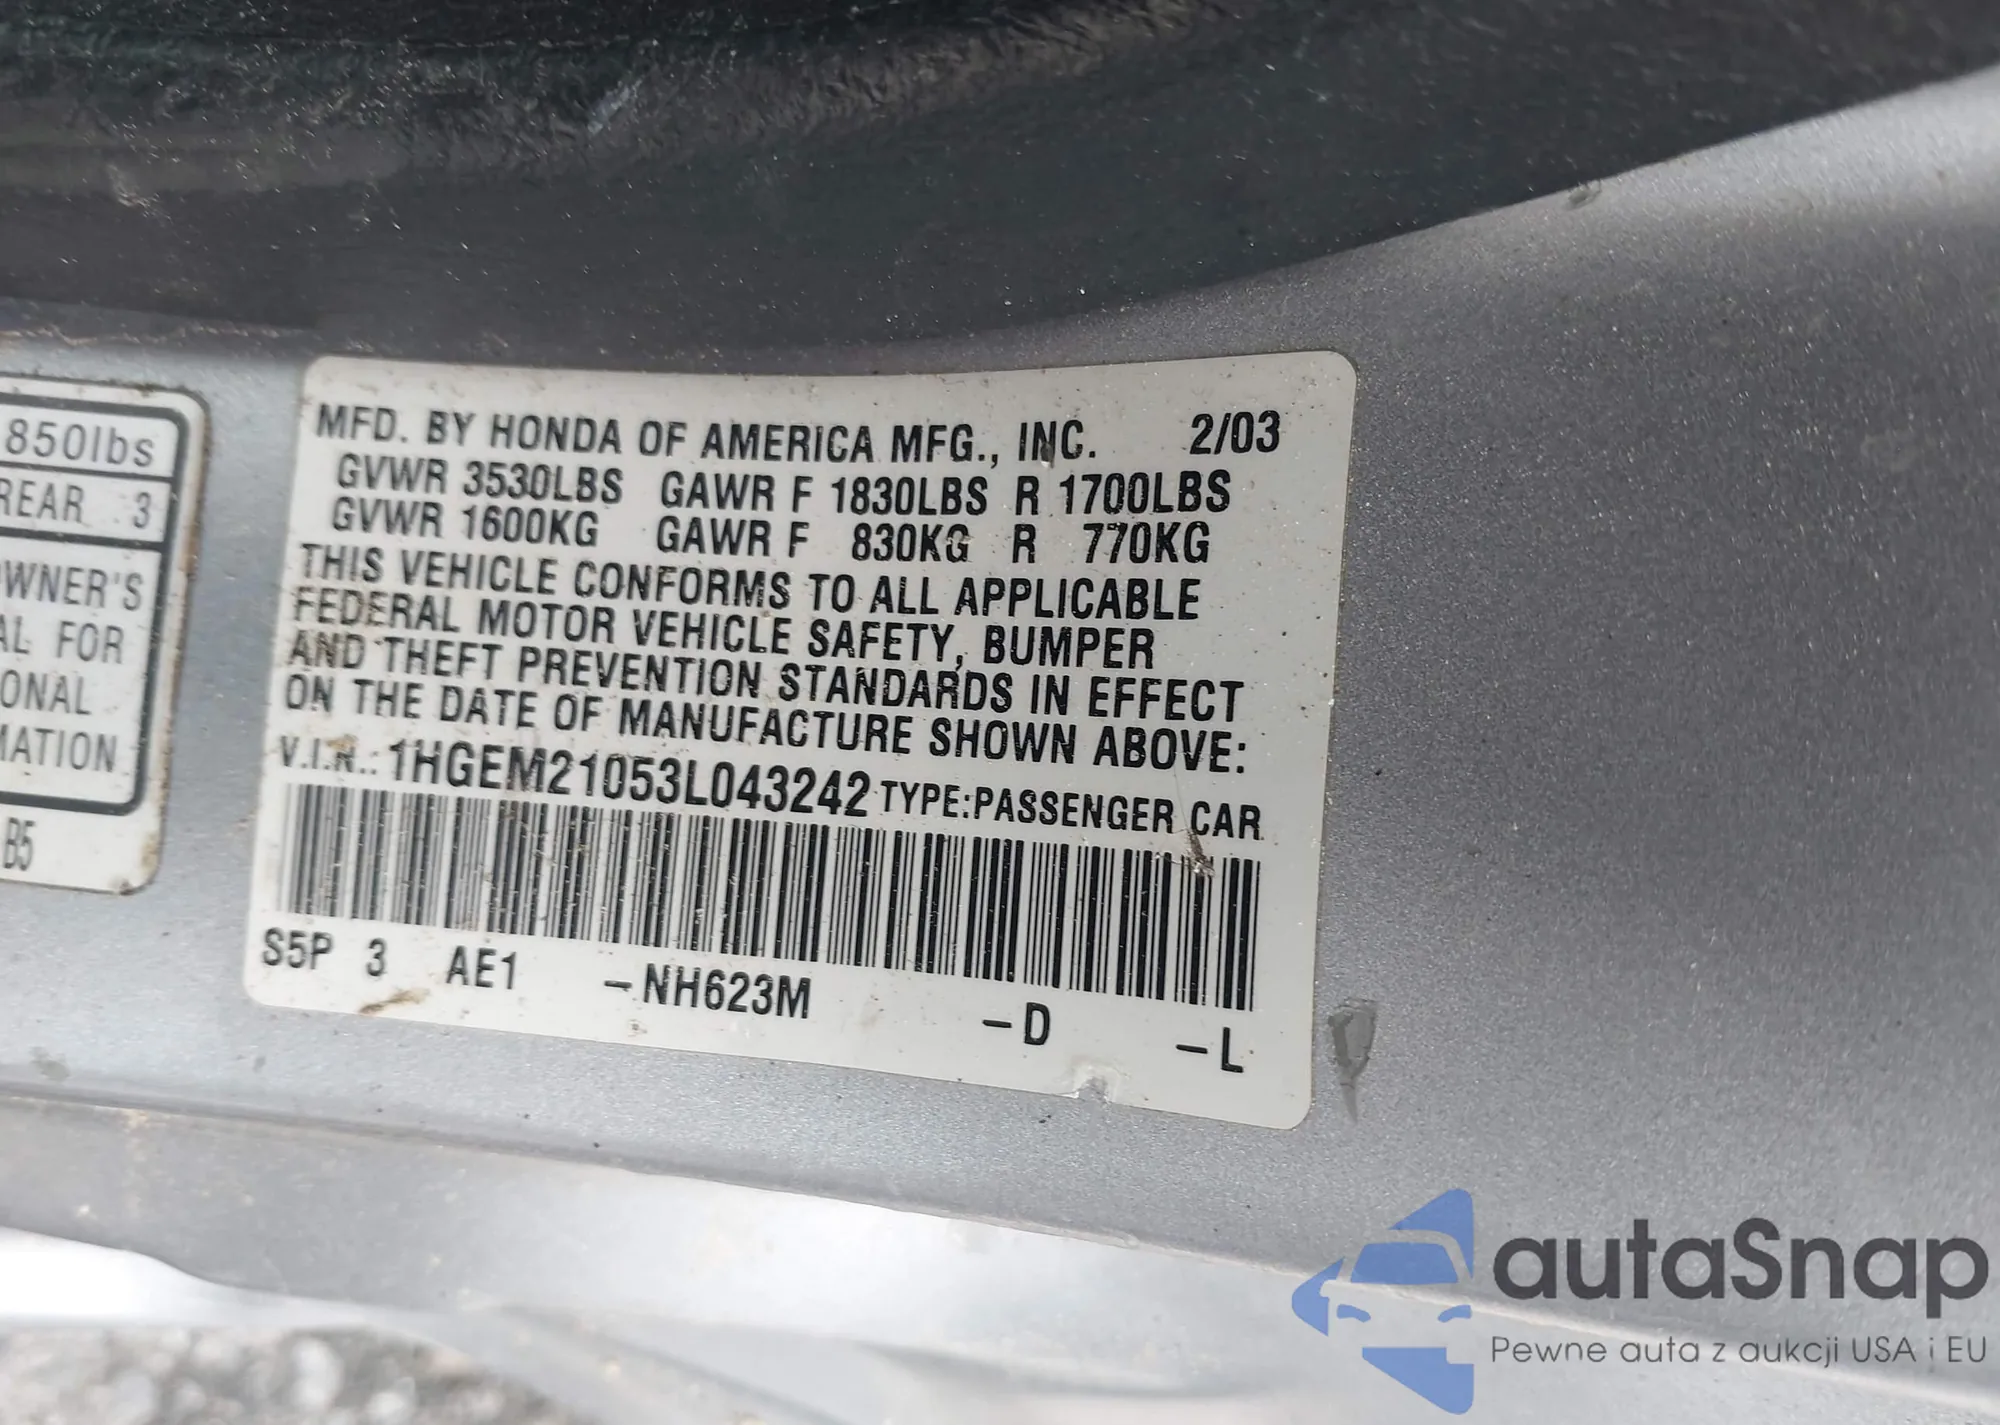 850lbs
REAR 3
OWNER'S
AL FOR
ONAL
MATION
B5
MFD. BY HONDA OF AMERICA MFG., INC. 2/03
GVWR 3530LBS GAWR F 1830LBS R 1700LBS
GVWR 1600KG GAWR F 830KG R 770KG
THIS VEHICLE CONFORMS TO ALL APPLICABLE
FEDERAL MOTOR VEHICLE SAFETY, BUMPER
AND THEFT PREVENTION STANDARDS IN EFFECT
ON THE DATE OF MANUFACTURE SHOWN ABOVE:
V.I.N.: 1HGEM21053L043242 TYPE:PASSENGER CAR
S5P 3 AE1 -NH623M -D -L
autaSnap
Pewne auta z aukcji USA i EU